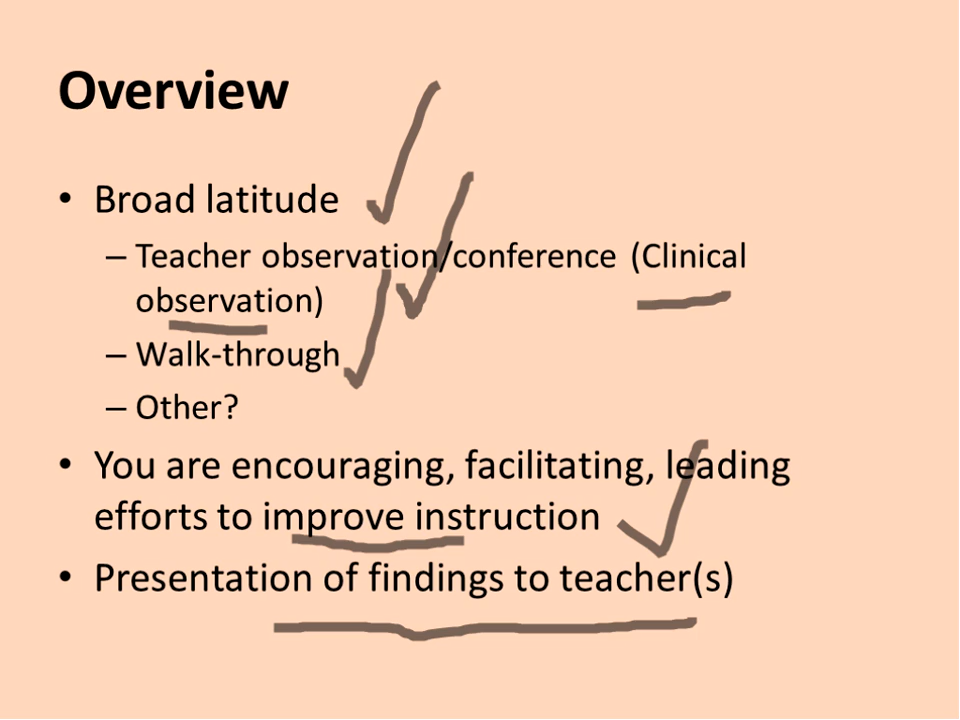 Overview
• Broad latitude
– Teacher observation/conference (Clinical
observation)
– Walk-through
– Other?
• You are encouraging, facilitating, leading
efforts to improve instruction
• Presentation of findings to teacher(s)